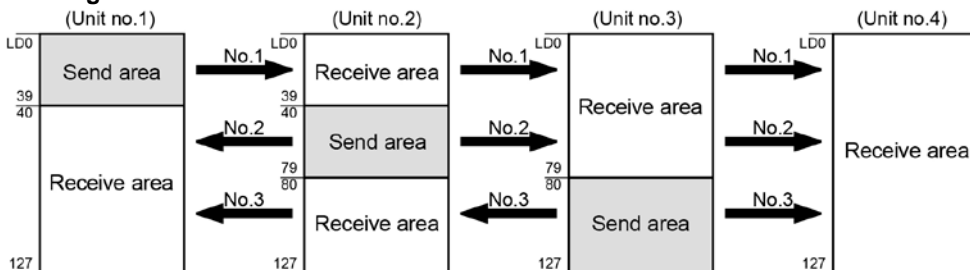 (Unit no.1) (Unit no.2) (Unit no.3) (Unit no.4)
LD0 LD0 LD0 LD0
Send area No.1 Receive area No.1 No.1
39 39
40 40
Receive area
No.2 Send area No.2 No.2
Receive area
Receive area
79 79
80 80
No.3 Receive area No.3 Send area No.3
127 127 127 127